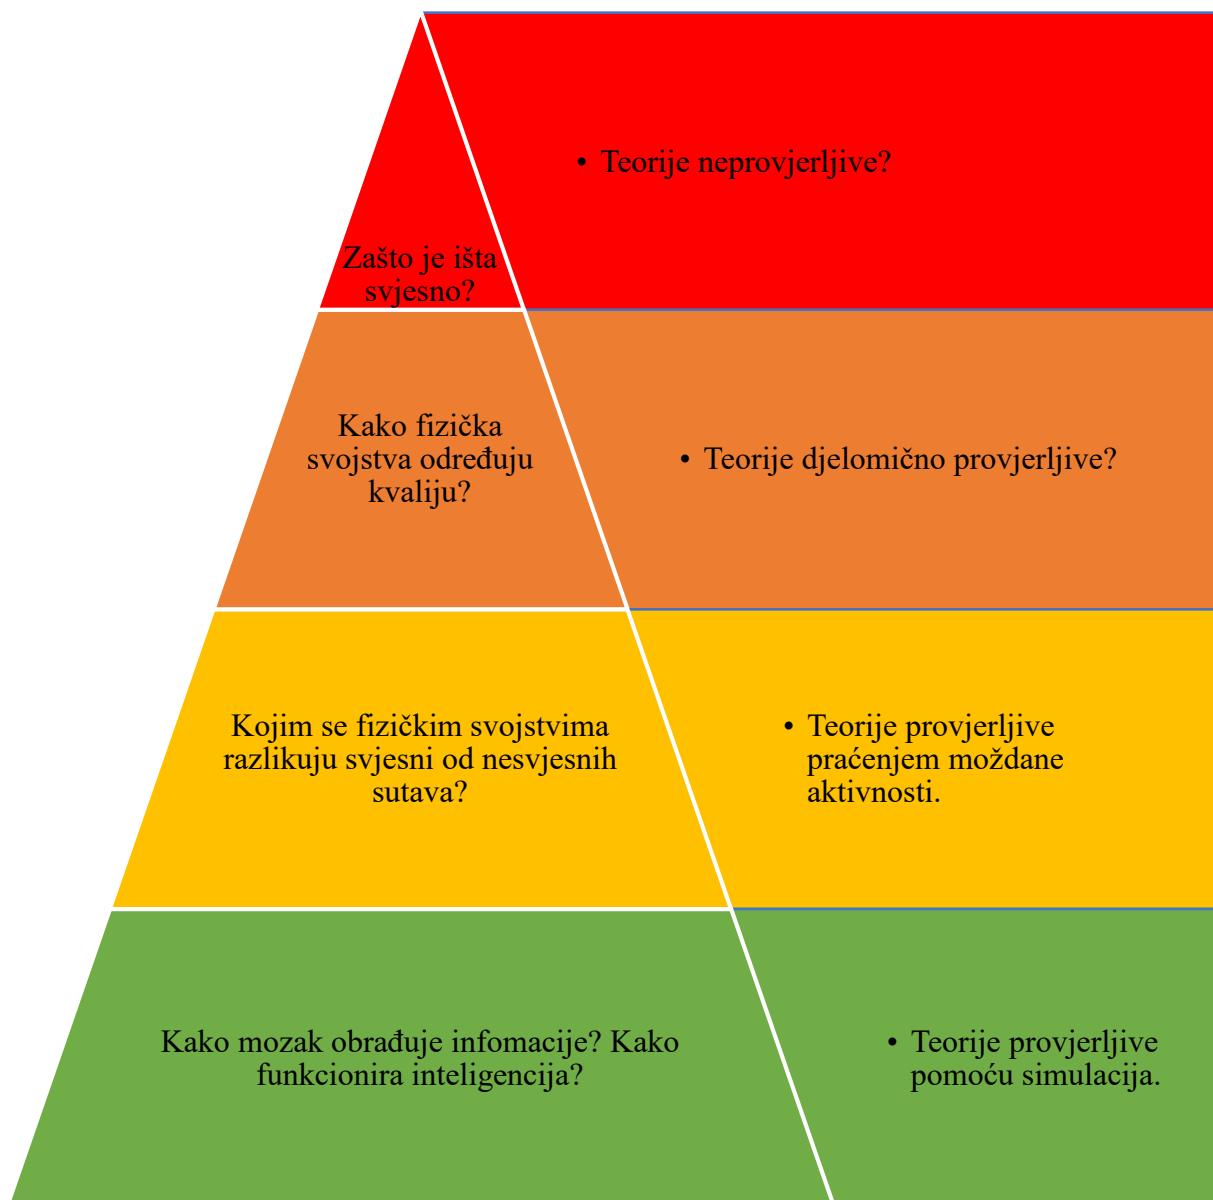 • Teorije neprovjerljive?
Zašto je išta
svjesno?
Kako fizička
svojstva određuju
kvaliju?
• Teorije djelomično provjerljive?
Kojim se fizičkim svojstvima
razlikuju svjesni od nesvjesnih
sutava?
• Teorije provjerljive
praćenjem moždane
aktivnosti.
Kako mozak obrađuje infomacije? Kako
funkcionira inteligencija?
• Teorije provjerljive
pomoću simulacija.